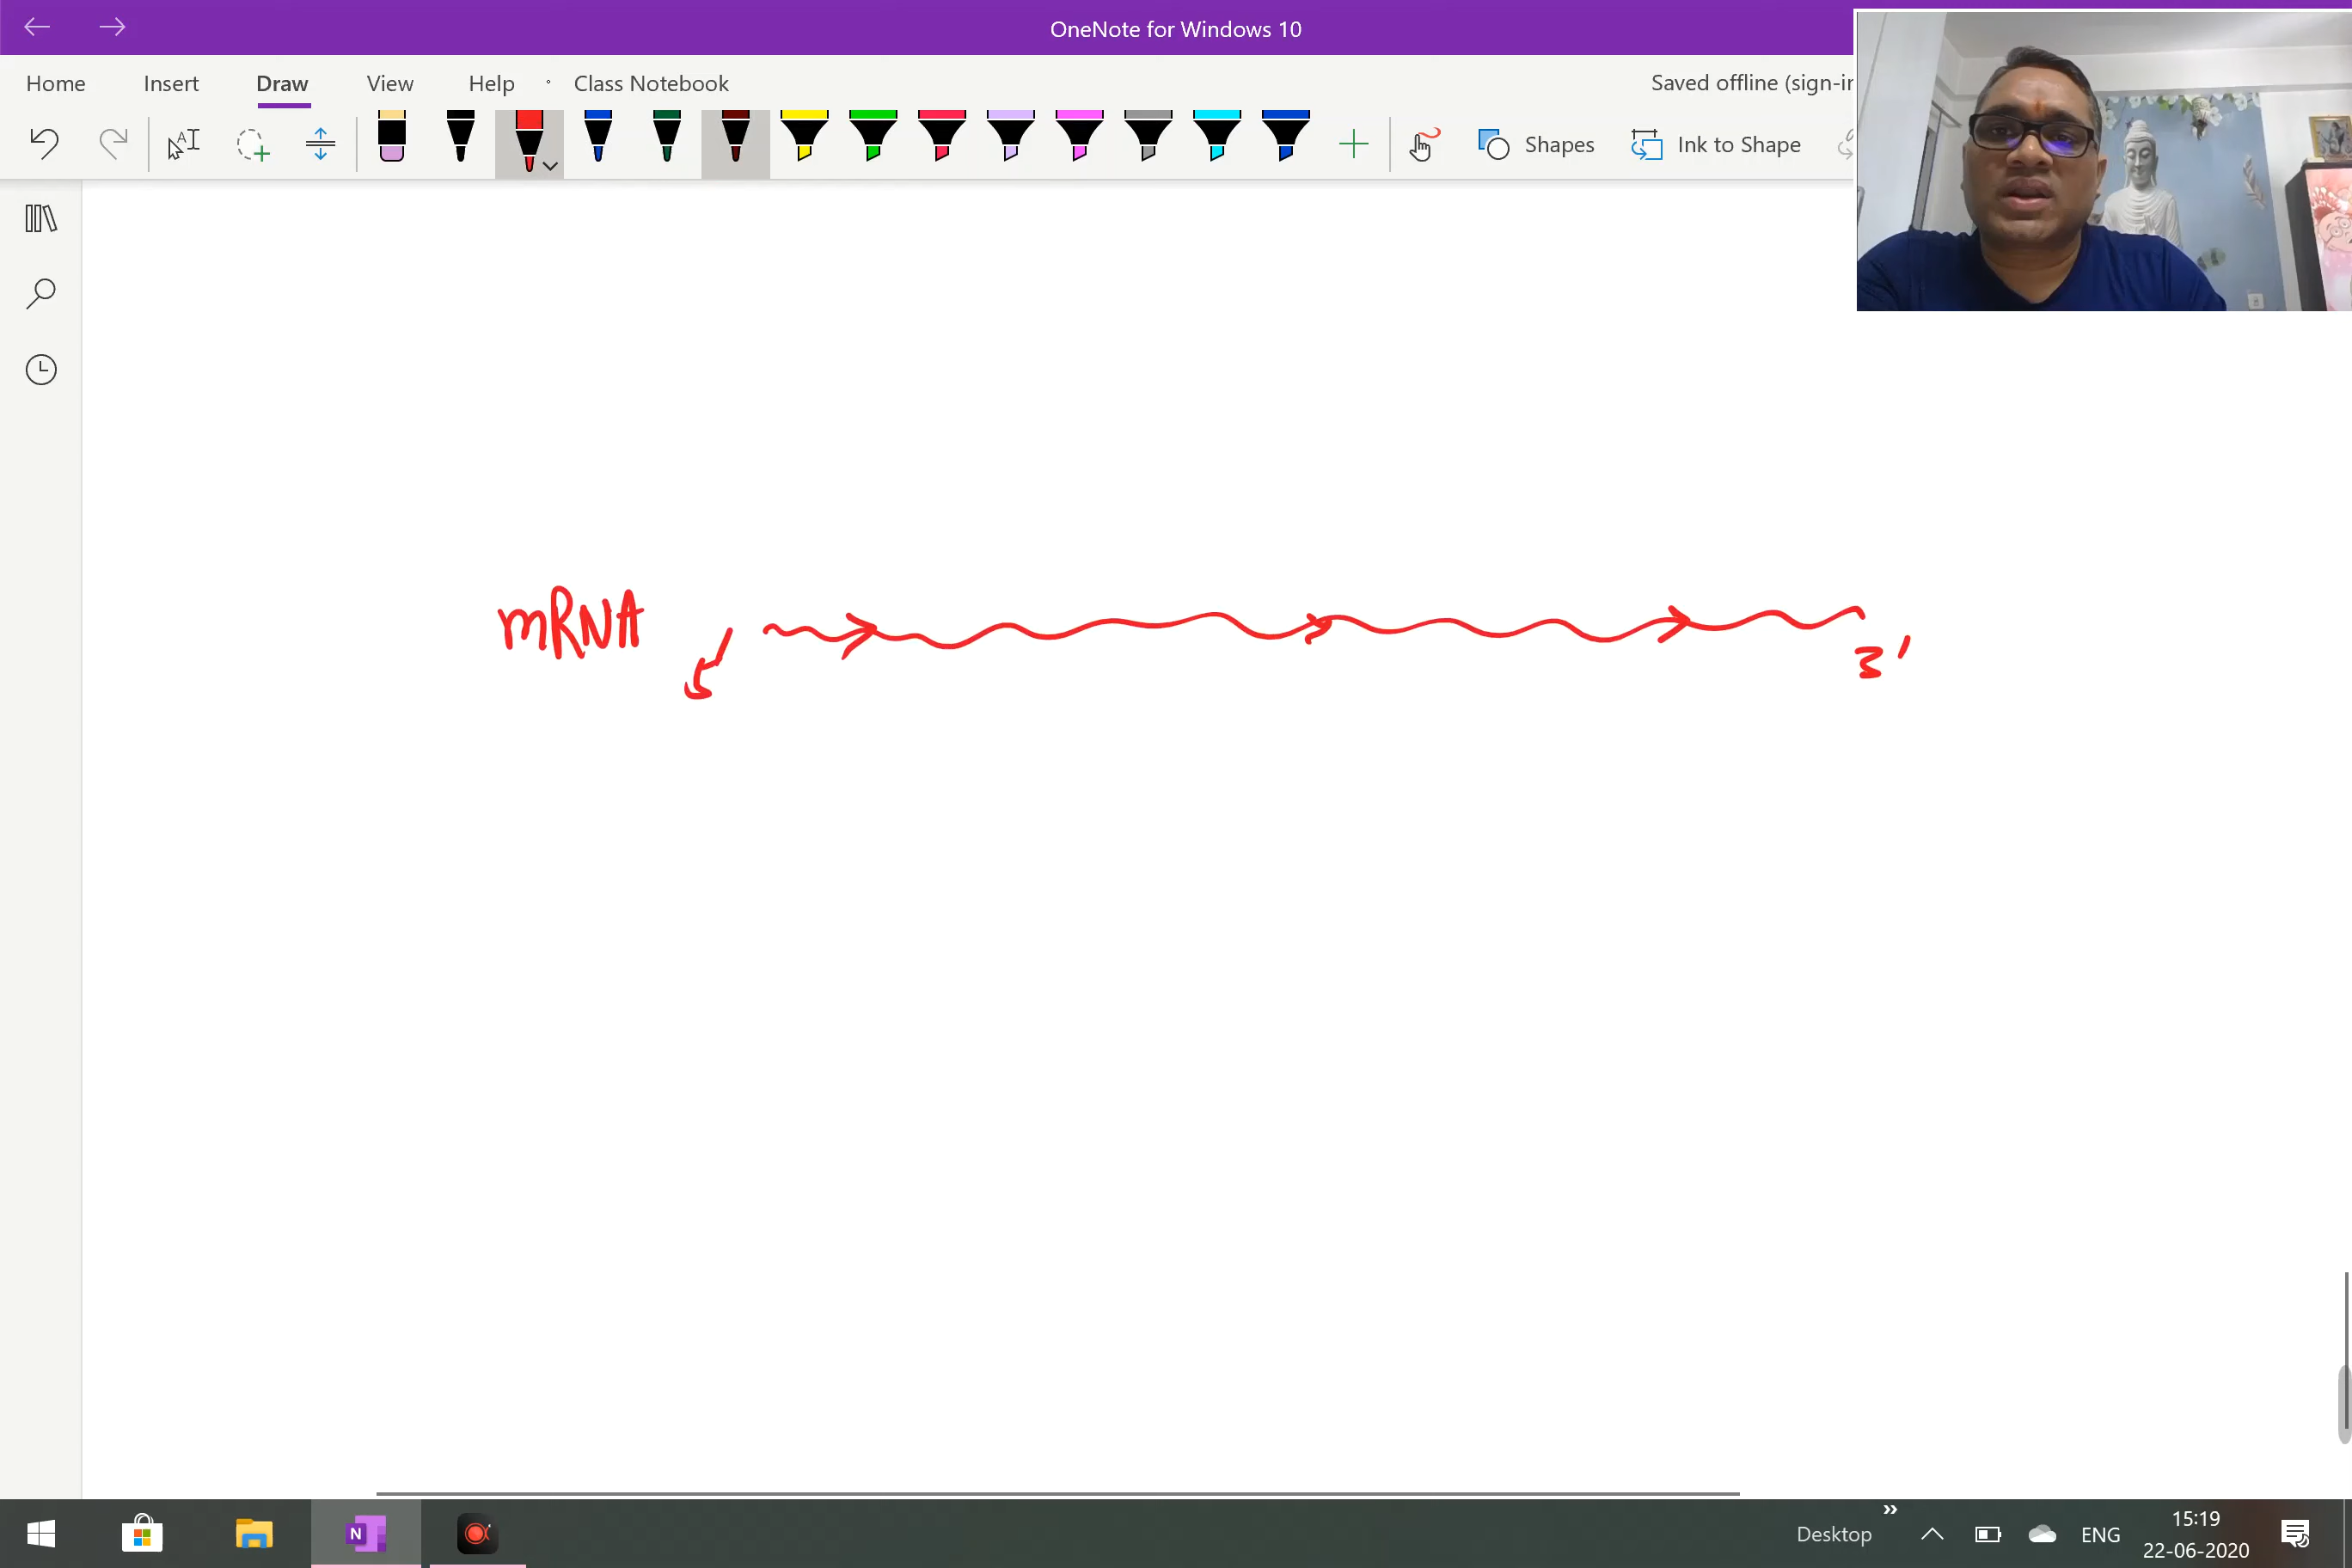 OneNote for Windows 10
Home Insert Draw View Help Class Notebook Saved offline (sign-in
Shapes Ink to Shape
mRNA 5' 3'
N Desktop ENG 15:19
22-06-2020